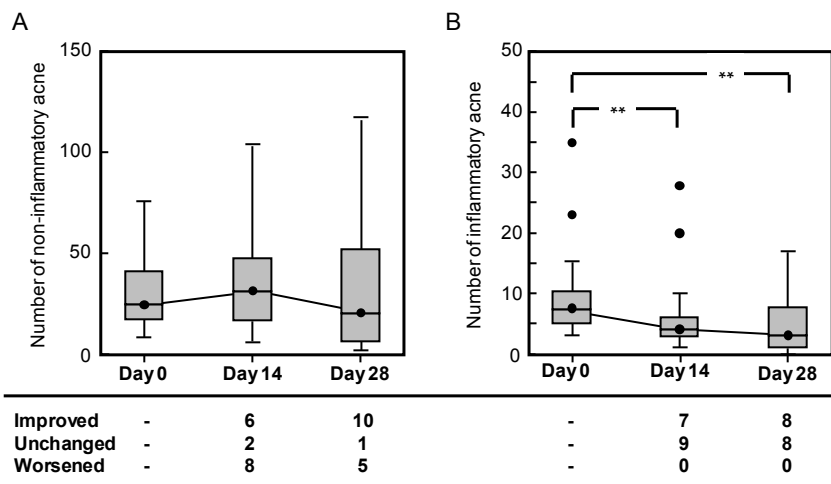 A
B
Number of non-inflammatory acne
150
100
50
0
Day 0
Day 14
Day 28
Number of inflammatory acne
50
40
30
20
10
0
**
**
Day 0
Day 14
Day 28
Improved - 6 10 - 7 8
Unchanged - 2 1 - 9 8
Worsened - 8 5 - 0 0